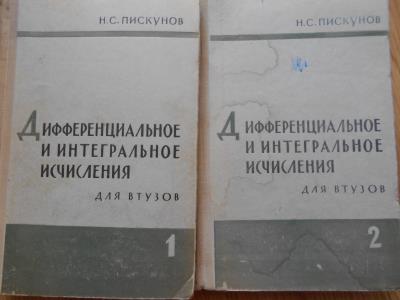 Н.С. ПИСКУНОВ
ДИФФЕРЕНЦИАЛЬНОЕ
И ИНТЕГРАЛЬНОЕ
ИСЧИСЛЕНИЯ
ДЛЯ ВТУЗОВ
1
Н.С. ПИСКУНОВ
ДИФФЕРЕНЦИАЛЬНОЕ
И ИНТЕГРАЛЬНОЕ
ИСЧИСЛЕНИЯ
ДЛЯ ВТУЗОВ
2